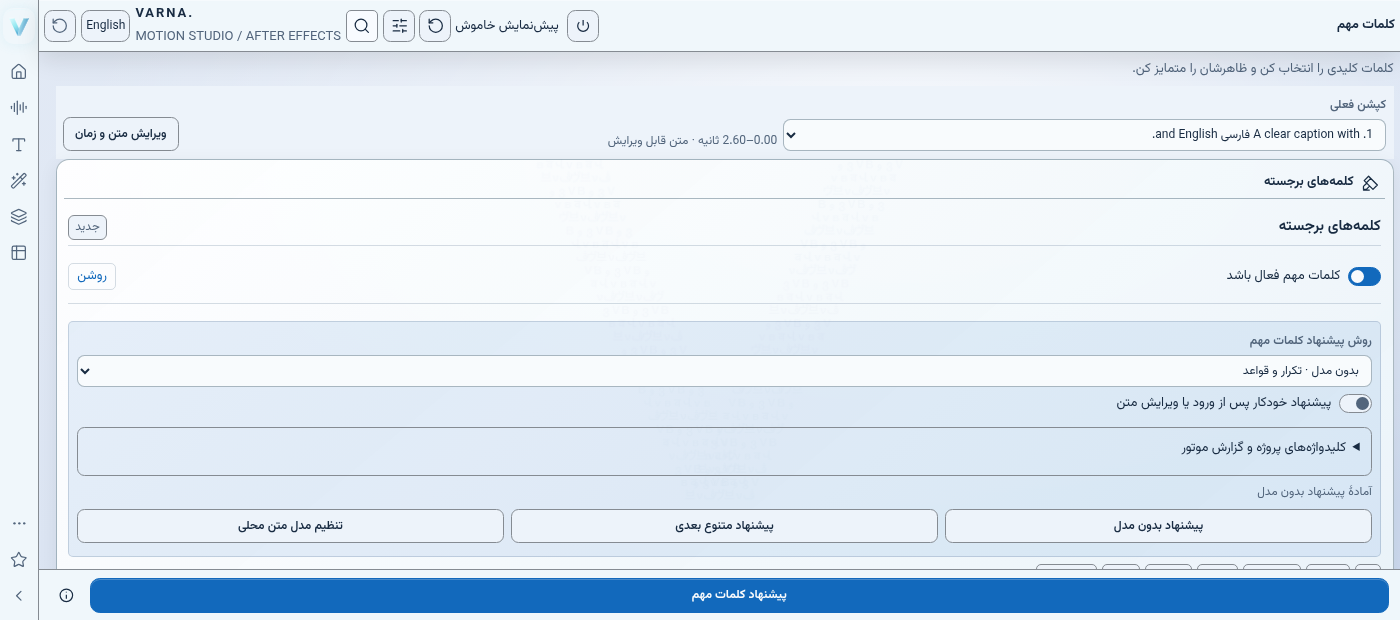 کلمات مهم
پیش‌نمایش خاموش
VARNA.
MOTION STUDIO / AFTER EFFECTS
English
کلمات کلیدی را انتخاب کن و ظاهرشان را متمایز کن.
کپشن فعلی
1. A clear caption with فارسی and English.
0.00–2.60 ثانیه · متن قابل ویرایش
ویرایش متن و زمان
کلمه‌های برجسته
کلمه‌های برجسته
جدید
کلمات مهم فعال باشد
روشن
روش پیشنهاد کلمات مهم
بدون مدل · تکرار و قواعد
پیشنهاد خودکار پس از ورود یا ویرایش متن
کلیدواژه‌های پروژه و گزارش موتور
آمادهٔ پیشنهاد بدون مدل
پیشنهاد بدون مدل
پیشنهاد متنوع بعدی
تنظیم مدل متن محلی
پیشنهاد کلمات مهم